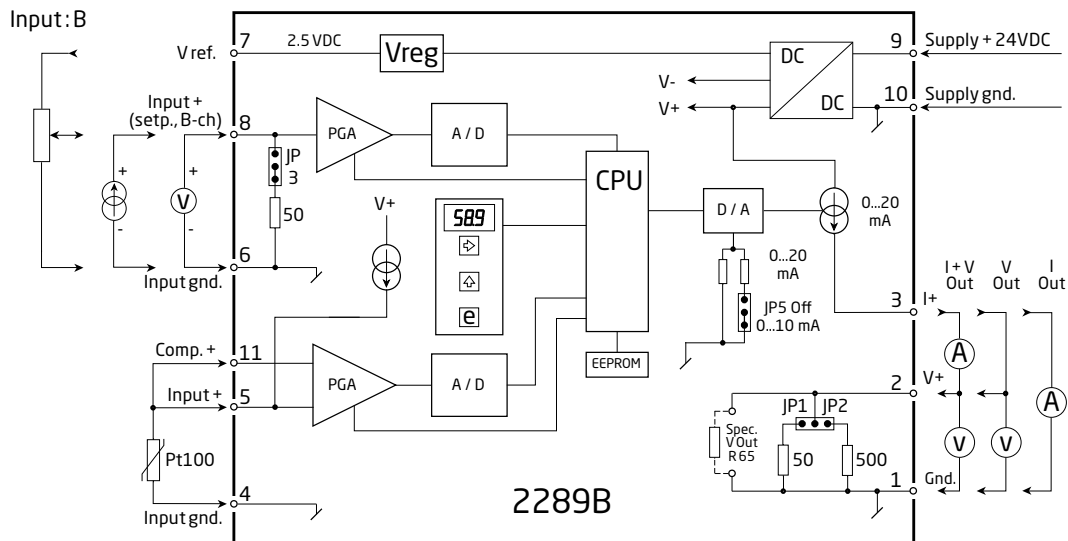 Input: B
V ref.
7
2.5 VDC
Vreg
DC
DC
9
Supply + 24VDC
V-
V+
10
Supply gnd.
Input +
(setp., B-ch)
8
PGA
A / D
JP
3
50
+
-
+
V
-
6
Input gnd.
V+
58.9
e
CPU
EEPROM
D / A
0...20
mA
0...20
mA
JP5 Off
0...10 mA
3
I+
I + V
Out
V
Out
I
Out
A
A
V
V
Comp. +
11
Input +
5
PGA
A / D
Pt100
4
Input gnd.
2
V+
JP1
JP2
Spec.
V Out
R 65
50
500
1
Gnd.
2289B